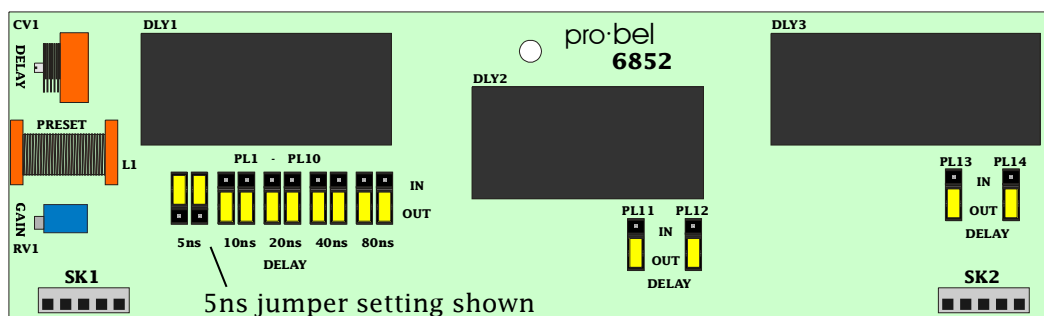 CV1
DELAY
PRESET
L1
GAIN
RV1
SK1
DLY1
PL1 - PL10
IN
OUT
5ns 10ns 20ns 40ns 80ns
DELAY
5ns jumper setting shown
pro·bel
6852
DLY2
PL11 PL12
IN
OUT
DELAY
DLY3
PL13 PL14
IN
OUT
DELAY
SK2